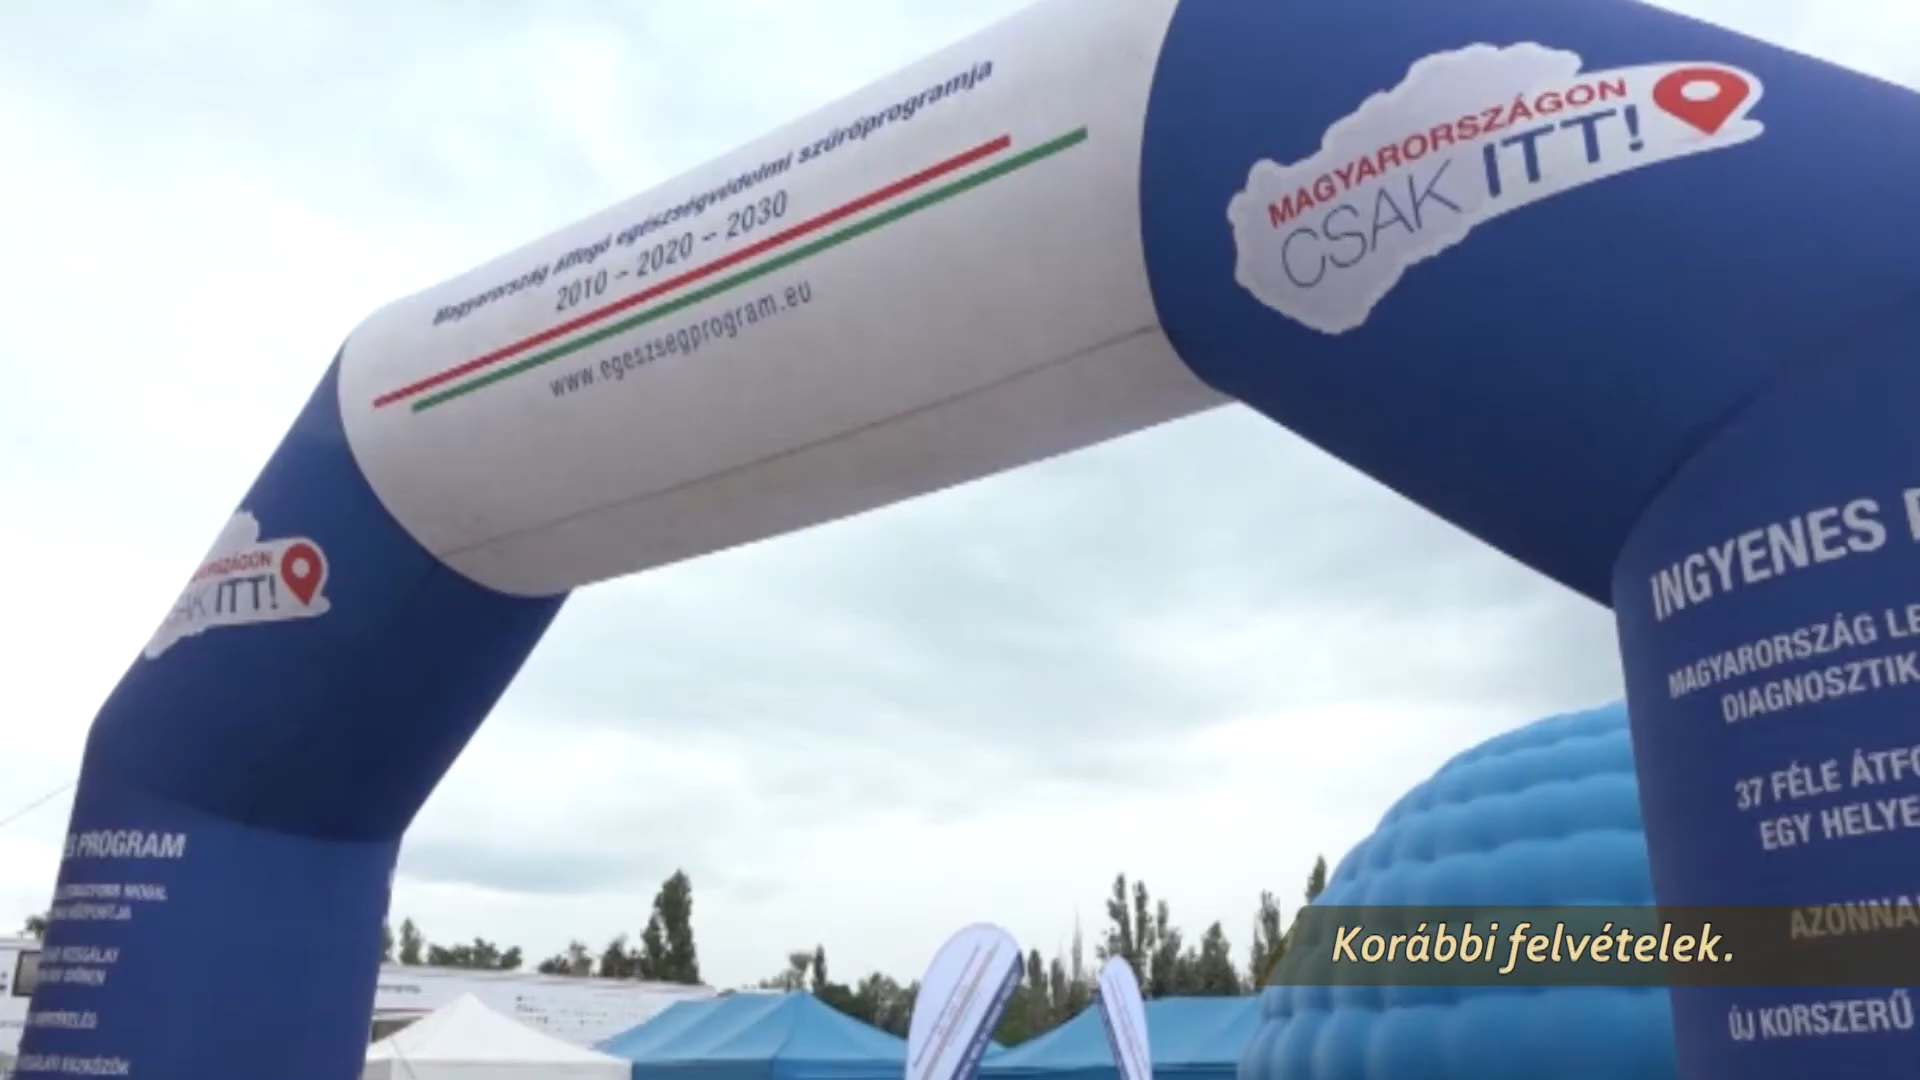 Magyarország átfogó egészségvédelmi szűrőprogramja
2010 – 2020 – 2030
www.egeszsegprogram.eu
MAGYARORSZÁGON
CSAK ITT!
ITT!
PROGRAM
INGYENES
MAGYARORSZÁG LE
DIAGNOSZTIK
37 FÉLE ÁTFO
EGY HELYE
AZONNA
ÚJ KORSZERŰ
Korábbi felvételek.